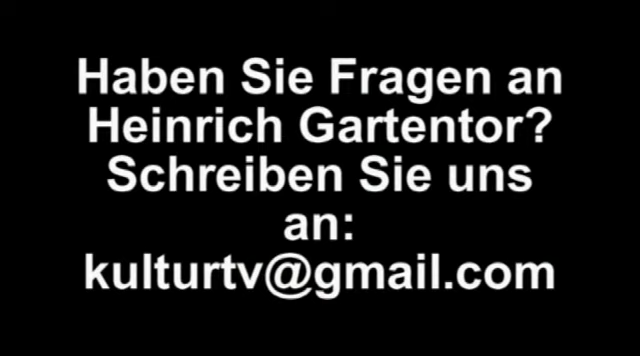 Haben Sie Fragen an
Heinrich Gartentor?
Schreiben Sie uns
an:
kulturtv@gmail.com